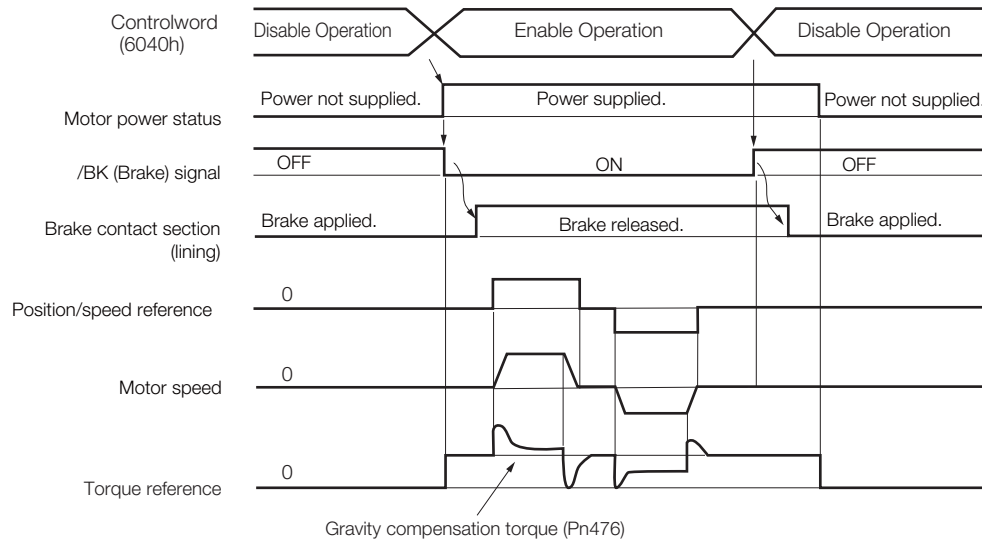 Controlword
(6040h)
Disable Operation
Enable Operation
Disable Operation
Motor power status
Power not supplied.
Power supplied.
Power not supplied.
/BK (Brake) signal
OFF
ON
OFF
Brake contact section
(lining)
Brake applied.
Brake released.
Brake applied.
Position/speed reference
0
Motor speed
0
Torque reference
0
Gravity compensation torque (Pn476)